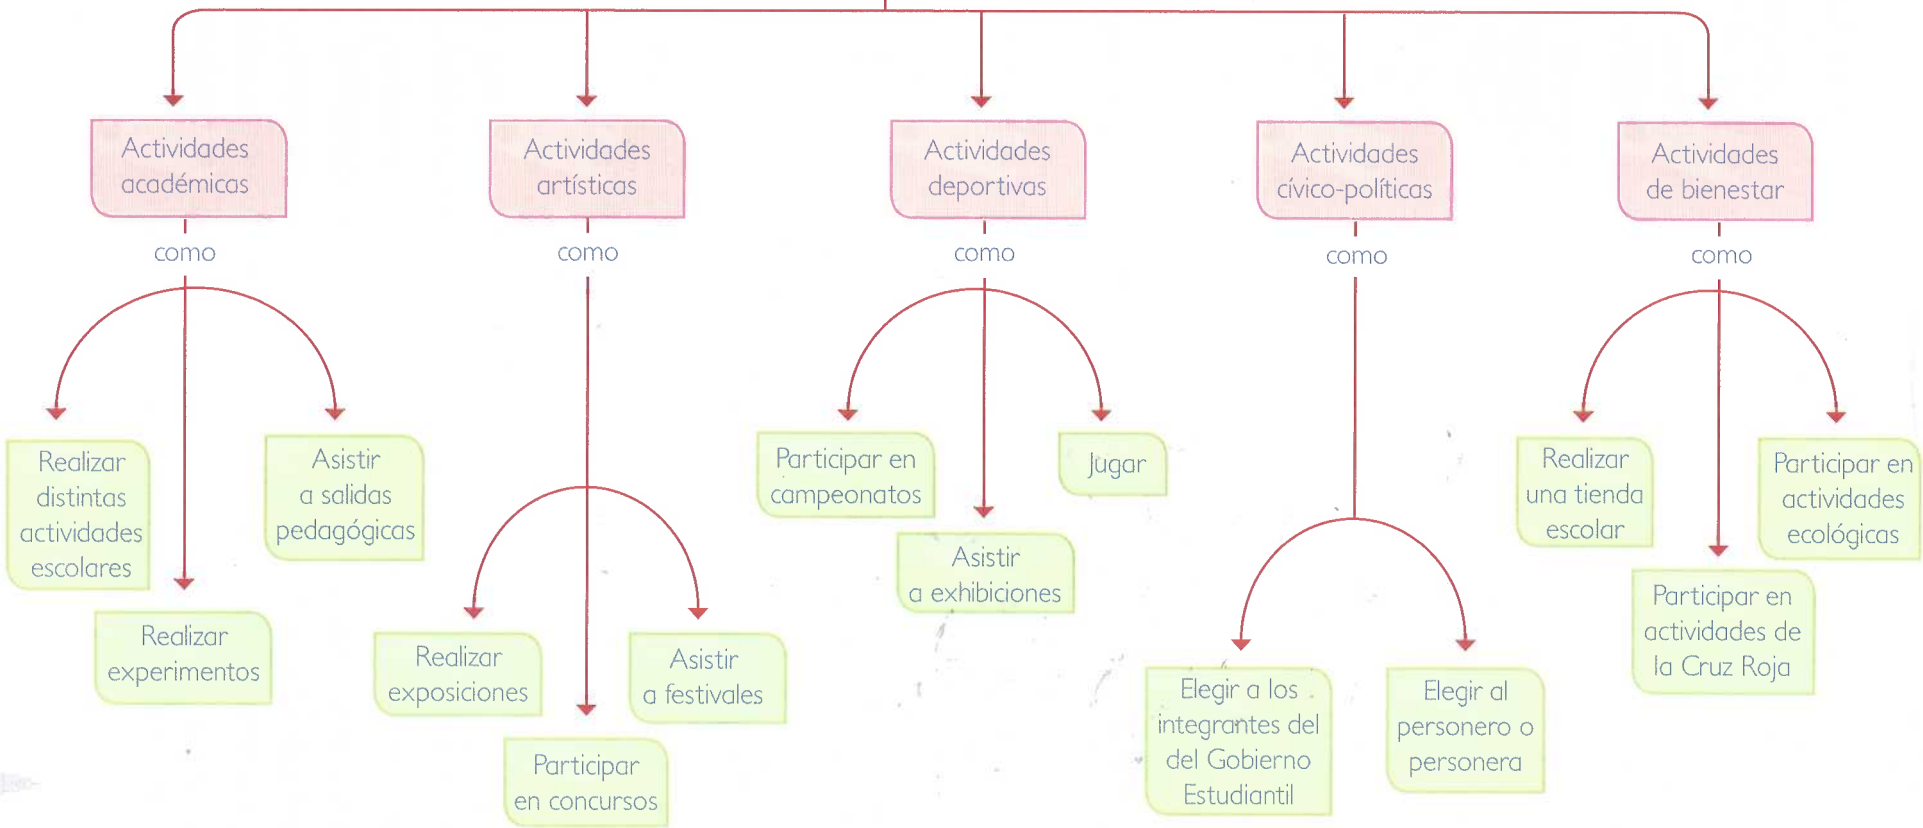 Actividades
académicas
Actividades
artísticas
Actividades
deportivas
Actividades
cívico-políticas
Actividades
de bienestar
como
como
como
como
como
Realizar
distintas
actividades
escolares
Realizar
experimentos
Asistir
a salidas
pedagógicas
Realizar
exposiciones
Participar
en concursos
Asistir
a festivales
Participar en
campeonatos
Asistir
a exhibiciones
Jugar
Elegir a los
integrantes del
del Gobierno
Estudiantil
Elegir al
personero o
personera
Realizar
una tienda
escolar
Participar en
actividades de
la Cruz Roja
Participar en
actividades
ecológicas